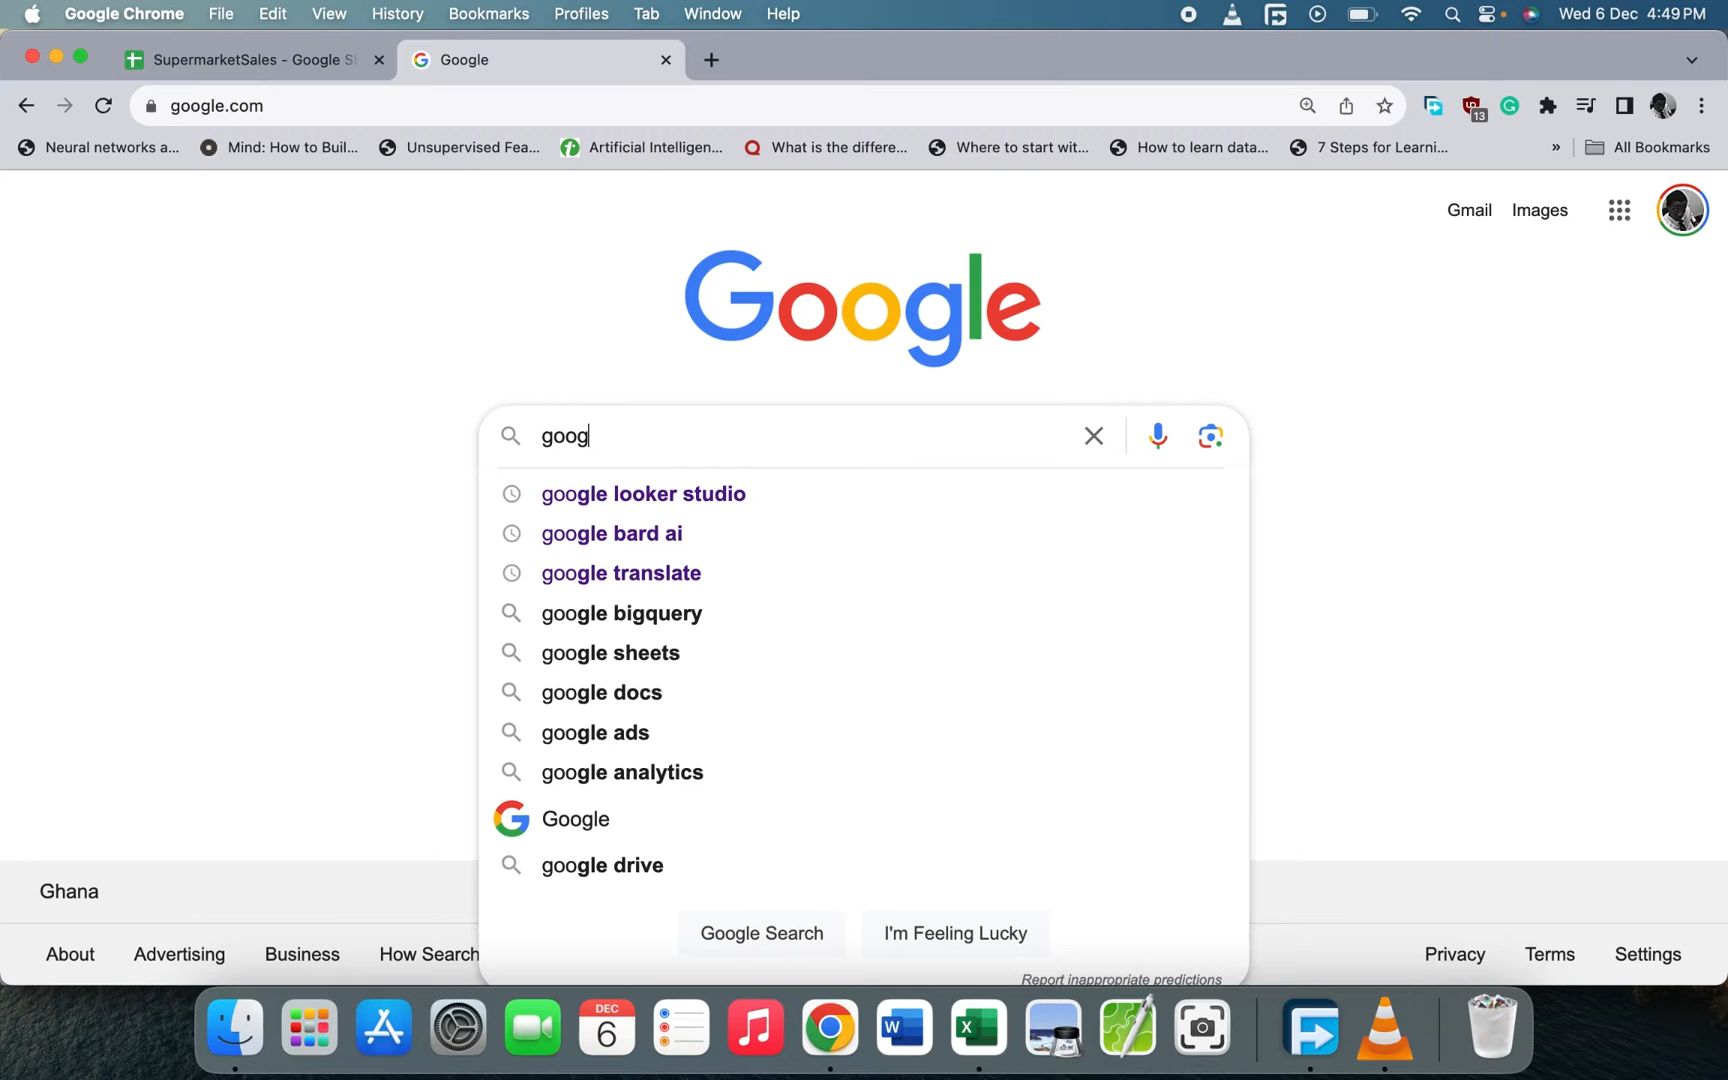 Google Chrome File Edit View History Bookmarks Profiles Tab Window Help Wed 6 Dec 4:49 PM
SupermarketSales - Google S Google
google.com 13
Neural networks a... Mind: How to Buil... Unsupervised Fea... Artificial Intelligen... What is the differe... Where to start wit... How to learn data... 7 Steps for Learni... » All Bookmarks
Gmail Images
Google
goog
google looker studio
google bard ai
google translate
google bigquery
google sheets
google docs
google ads
google analytics
Google
google drive
Google Search I'm Feeling Lucky
Report inappropriate predictions
Ghana
About Advertising Business How Search
Privacy Terms Settings
DEC
6
W
X